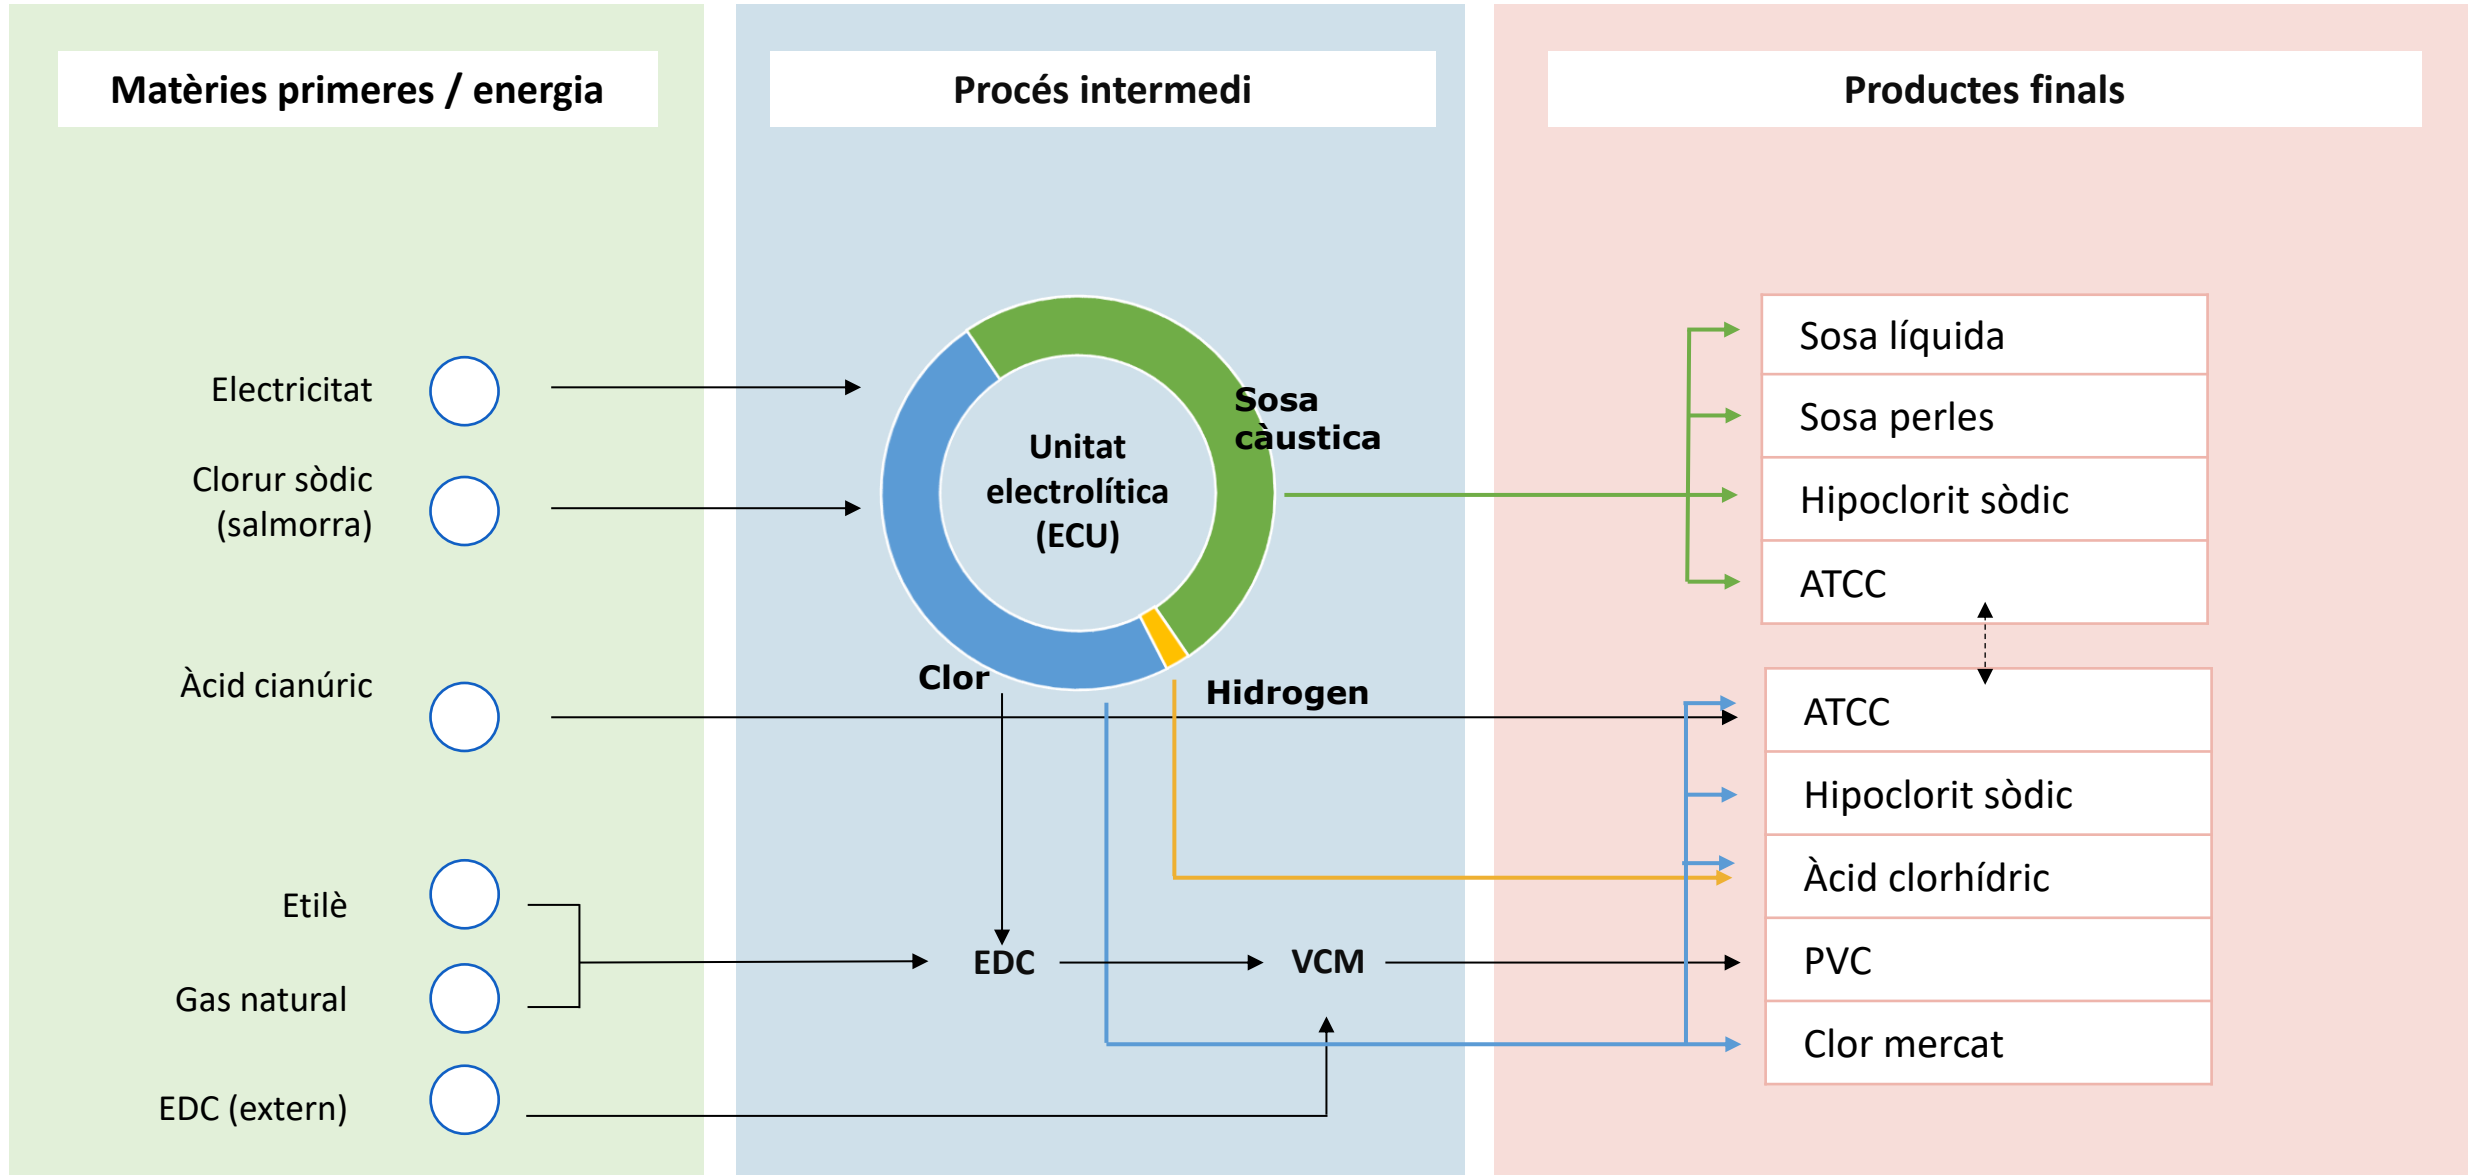 Matèries primeres / energia
Procés intermedi
Productes finals
Electricitat
Clorur sòdic
(salmorra)
Àcid cianúric
Etilè
Gas natural
EDC (extern)
Unitat
electrolítica
(ECU)
Sosa
càustica
Clor
Hidrogen
EDC
VCM
Sosa líquida
Sosa perles
Hipoclorit sòdic
ATCC
ATCC
Hipoclorit sòdic
Àcid clorhídric
PVC
Clor mercat